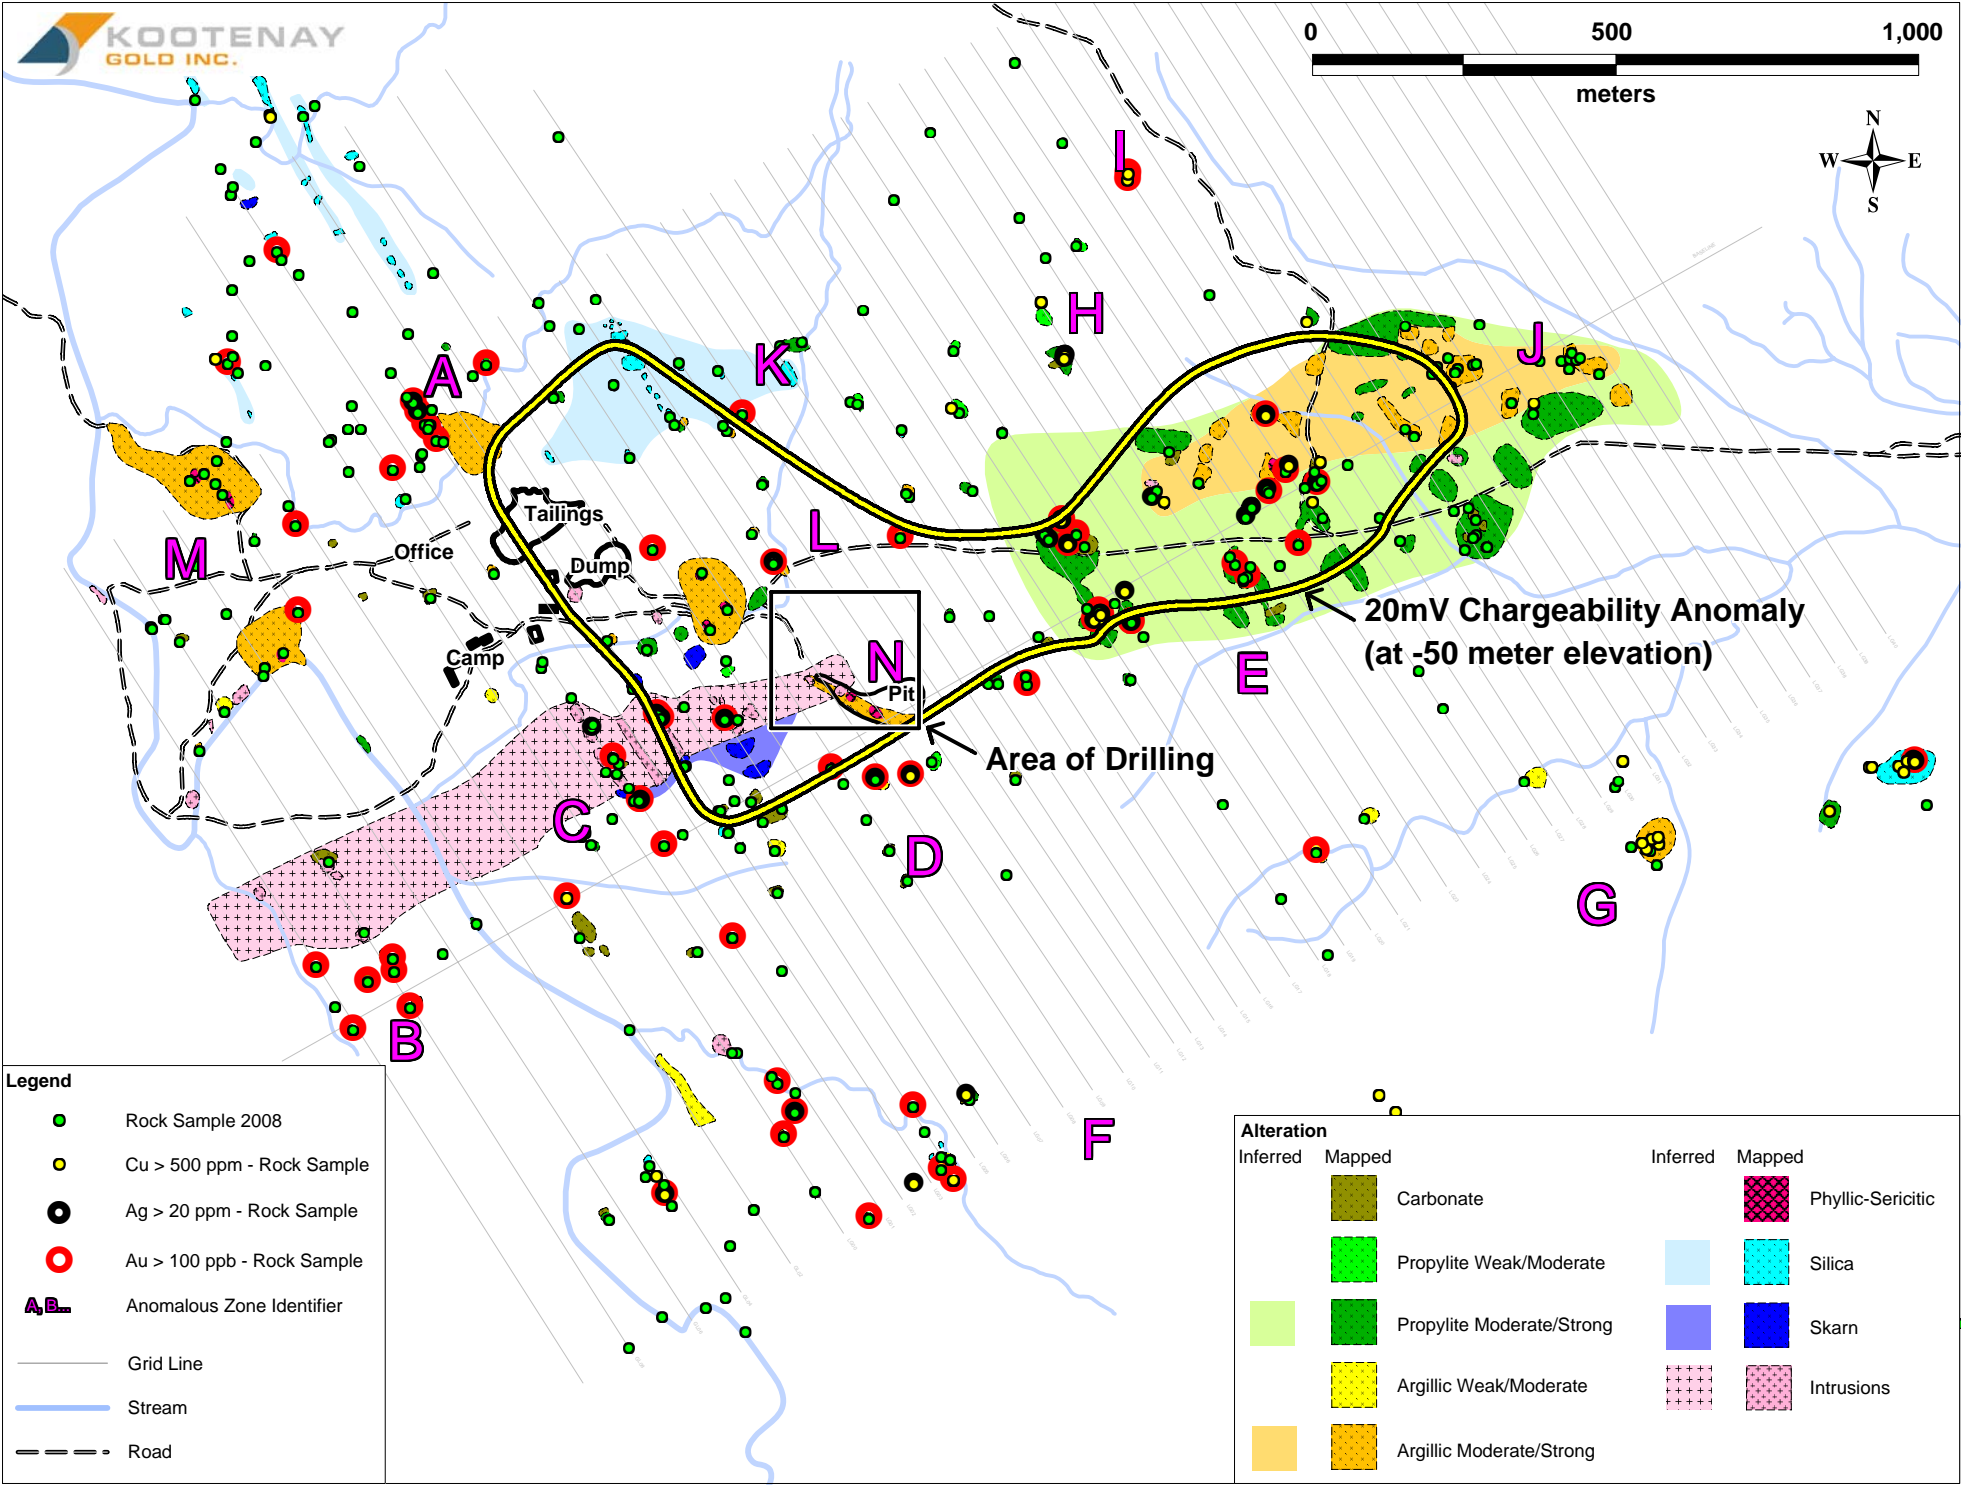 KOOTENAY
GOLD INC.
0 500 1,000
meters
N
W E
S
I
H
J
K
A
L
M
Tailings
Office
Dump
Camp
N
Pit
E
20mV Chargeability Anomaly
(at -50 meter elevation)
Area of Drilling
C
D
G
B
F
Legend
Rock Sample 2008
Cu > 500 ppm - Rock Sample
Ag > 20 ppm - Rock Sample
Au > 100 ppb - Rock Sample
A, B... Anomalous Zone Identifier
Grid Line
Stream
Road
Alteration
Inferred Mapped Inferred Mapped
Carbonate Phyllic-Sericitic
Propylite Weak/Moderate Silica
Propylite Moderate/Strong Skarn
Argillic Weak/Moderate Intrusions
Argillic Moderate/Strong